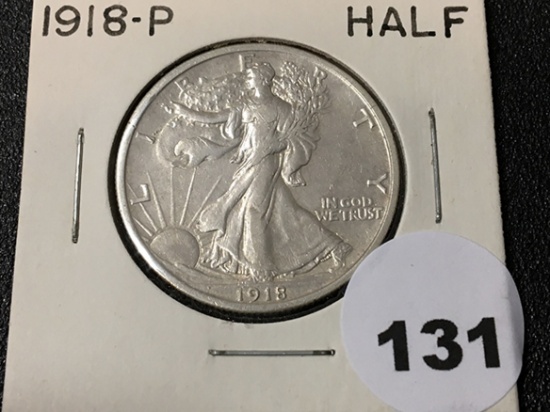 1918-P HALF
LIBERTY
IN GOD
WE TRUST
1918
131